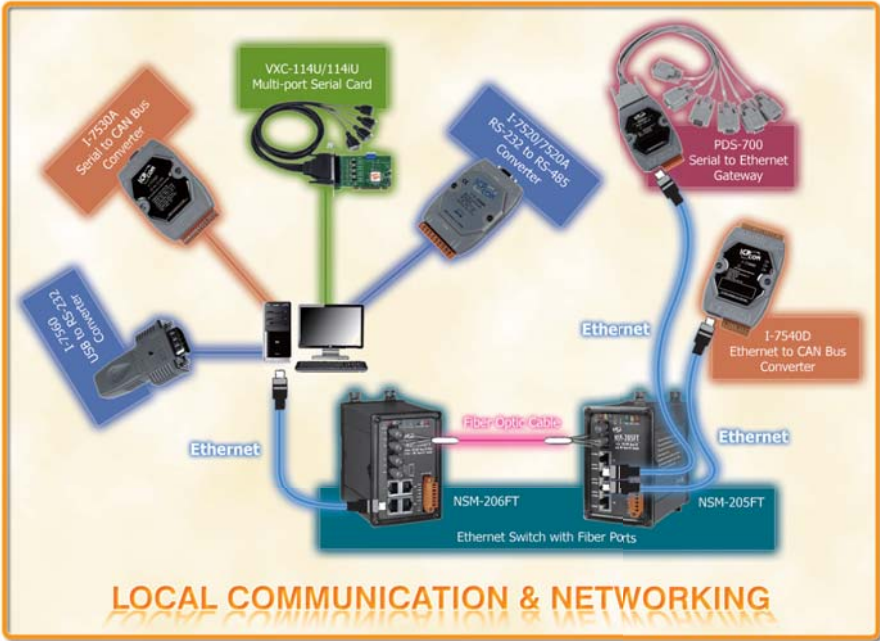 VXC-114U/114iU
Multi-port Serial Card
I-7530A
Serial to CAN Bus
Converter
I-7520/7520A
RS-232 to RS-485
Converter
PDS-700
Serial to Ethernet
Gateway
I-7560
USB to RS-232
Converter
Ethernet
I-7540D
Ethernet to CAN Bus
Converter
Fiber Optic Cable
Ethernet
Ethernet
NSM-205FT
NSM-206FT
NSM-205FT
Ethernet Switch with Fiber Ports
LOCAL COMMUNICATION & NETWORKING